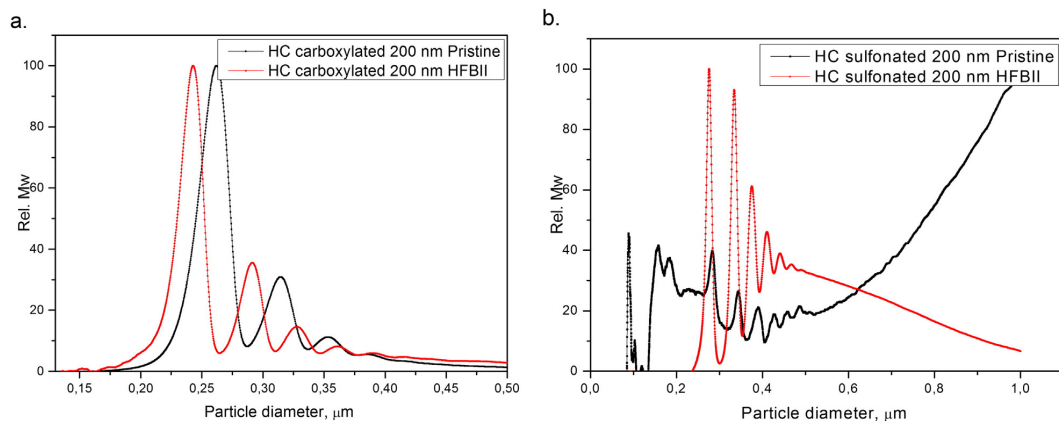 a.
HC carboxylated 200 nm Pristine
HC carboxylated 200 nm HFBII
100
80
60
40
20
0
Rel. Mw
0,15 0,20 0,25 0,30 0,35 0,40 0,45 0,50
Particle diameter, μm
b.
HC sulfonated 200 nm Pristine
HC sulfonated 200 nm HFBII
100
80
60
40
20
0
Rel. Mw
0,0 0,2 0,4 0,6 0,8 1,0
Particle diameter, μm